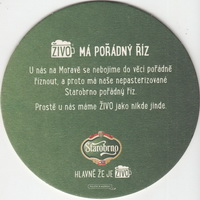 ŽIVO MÁ POŘÁDNÝ ŘÍZ
U nás na Moravě se nebojíme do věcí pořádně
říznout, a proto má naše nepasterizované
Starobrno pořádný říz.
Prostě u nás máme ŽIVO jako nikde jinde.
Starobrno
HLAVNĚ ŽE JE ŽIVO